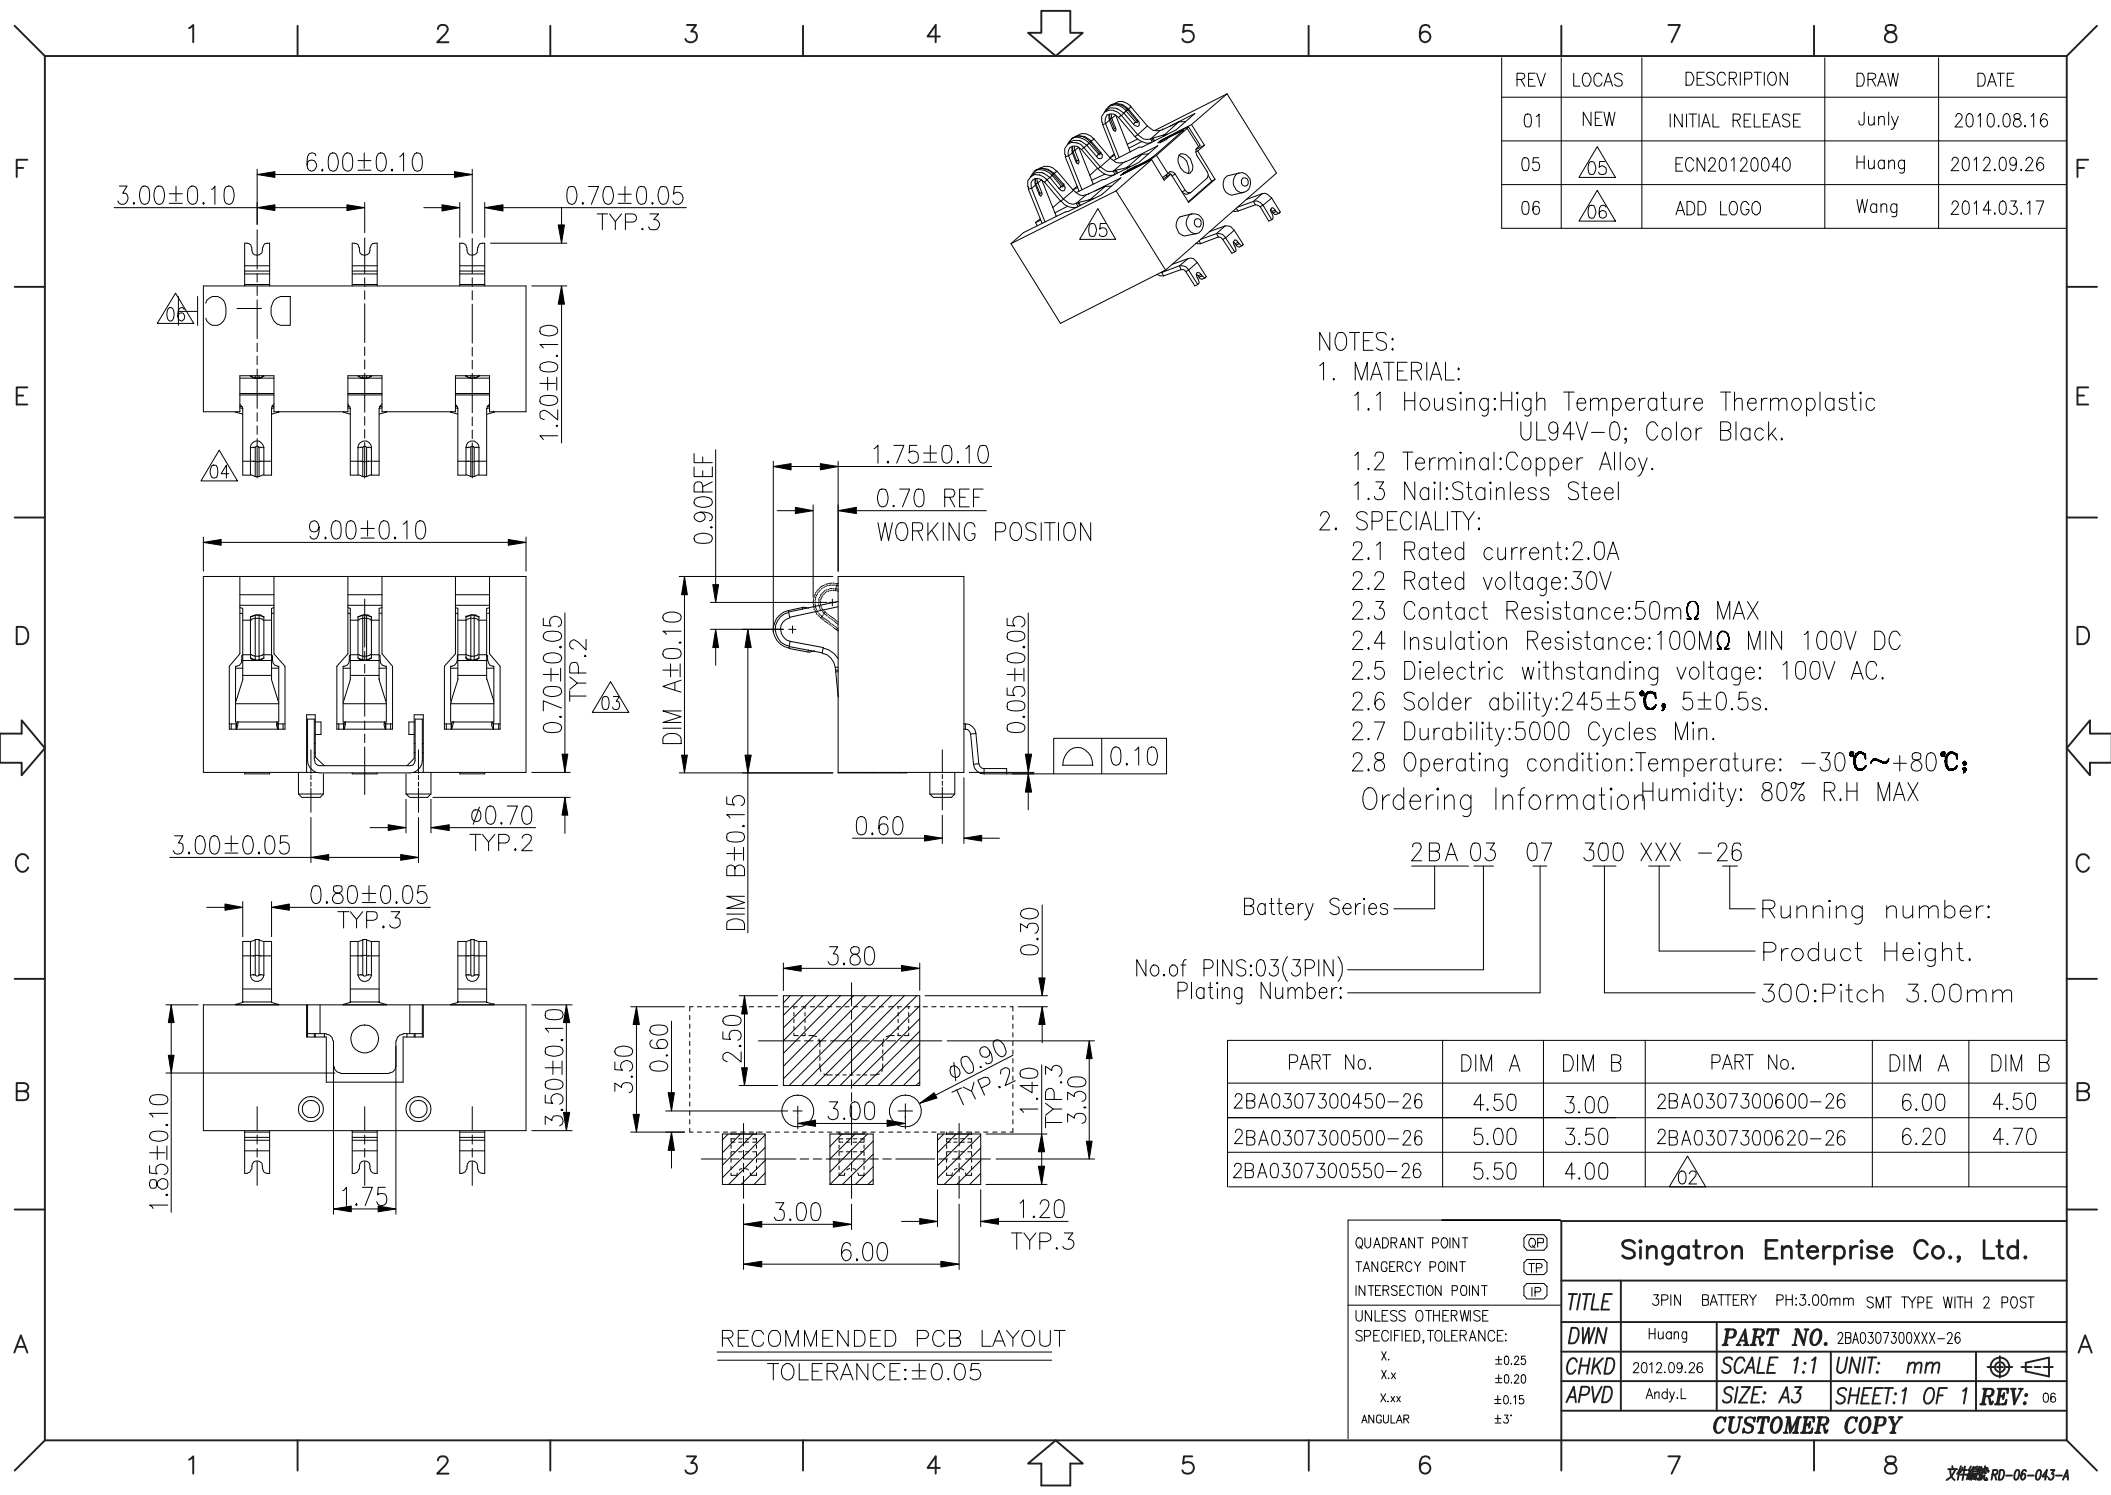 1 2 3 4 5 6 7 8
F E D C B A
REV LOCAS DESCRIPTION DRAW DATE
01 NEW INITIAL RELEASE Junly 2010.08.16
05 05 ECN20120040 Huang 2012.09.26
06 06 ADD LOGO Wang 2014.03.17
6.00±0.10
3.00±0.10
0.70±0.05
TYP.3
1.20±0.10
06
04
05
9.00±0.10
0.70±0.05
TYP.2
03
ø0.70
TYP.2
3.00±0.05
1.75±0.10
0.70 REF
WORKING POSITION
0.90REF
DIM A±0.10
DIM B±0.15
0.05±0.05
0.10
0.60
0.80±0.05
TYP.3
1.85±0.10
3.50±0.10
1.75
3.80
0.30
2.50
3.50
0.60
ø0.90
TYP.2
3.00
1.40
TYP.3
3.30
3.00
6.00
1.20
TYP.3
RECOMMENDED PCB LAYOUT
TOLERANCE:±0.05
NOTES:
1. MATERIAL:
1.1 Housing:High Temperature Thermoplastic
UL94V-0; Color Black.
1.2 Terminal:Copper Alloy.
1.3 Nail:Stainless Steel
2. SPECIALITY:
2.1 Rated current:2.0A
2.2 Rated voltage:30V
2.3 Contact Resistance:50mΩ MAX
2.4 Insulation Resistance:100MΩ MIN 100V DC
2.5 Dielectric withstanding voltage: 100V AC.
2.6 Solder ability:245±5℃, 5±0.5s.
2.7 Durability:5000 Cycles Min.
2.8 Operating condition:Temperature: -30℃~+80℃;
Humidity: 80% R.H MAX
Ordering Information
2BA 03 07 300 XXX -26
Battery Series
Running number:
Product Height.
No.of PINS:03(3PIN)
Plating Number:
300:Pitch 3.00mm
PART No. DIM A DIM B PART No. DIM A DIM B
2BA0307300450-26 4.50 3.00 2BA0307300600-26 6.00 4.50
2BA0307300500-26 5.00 3.50 2BA0307300620-26 6.20 4.70
2BA0307300550-26 5.50 4.00 02
QUADRANT POINT QP
TANGERCY POINT TP
INTERSECTION POINT IP
UNLESS OTHERWISE
SPECIFIED,TOLERANCE:
X. ±0.25
X.x ±0.20
X.xx ±0.15
ANGULAR ±3°
Singatron Enterprise Co., Ltd.
TITLE 3PIN BATTERY PH:3.00mm SMT TYPE WITH 2 POST
DWN Huang PART NO. 2BA0307300XXX-26
CHKD 2012.09.26 SCALE 1:1 UNIT: mm
APVD Andy.L SIZE: A3 SHEET:1 OF 1 REV: 06
CUSTOMER COPY
F E D C B A
1 2 3 4 5 6 7 8
文件編號RD-06-043-A